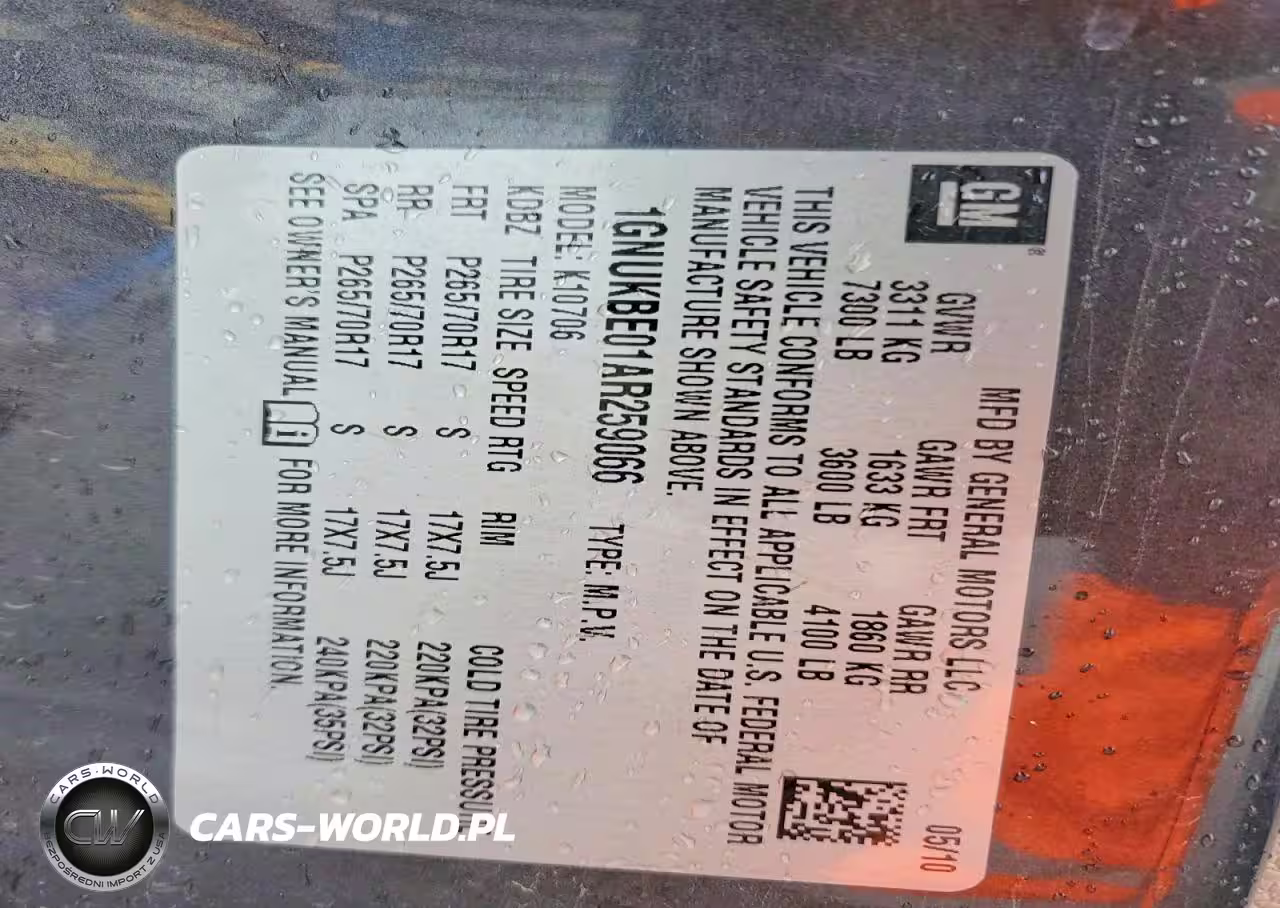 GM
MFD BY GENERAL MOTORS LLC 05/10
GVWR GAWR FRT GAWR RR
3311 KG 1633 KG 1860 KG
7300 LB 3600 LB 4100 LB
THIS VEHICLE CONFORMS TO ALL APPLICABLE U.S. FEDERAL MOTOR
VEHICLE SAFETY STANDARDS IN EFFECT ON THE DATE OF
MANUFACTURE SHOWN ABOVE.
1GNUKBE01AR259066 TYPE: M.P.V.
MODEL: K10706
KDBZ TIRE SIZE SPEED RTG RIM COLD TIRE PRESSURE
FRT P265/70R17 S 17X7.5J 220KPA(32PSI)
RR P265/70R17 S 17X7.5J 220KPA(32PSI)
SPA P265/70R17 S 17X7.5J 240KPA(35PSI)
SEE OWNER'S MANUAL i FOR MORE INFORMATION.
CARS-WORLD
CW
BEZPOŚREDNI IMPORT Z USA
CARS-WORLD.PL